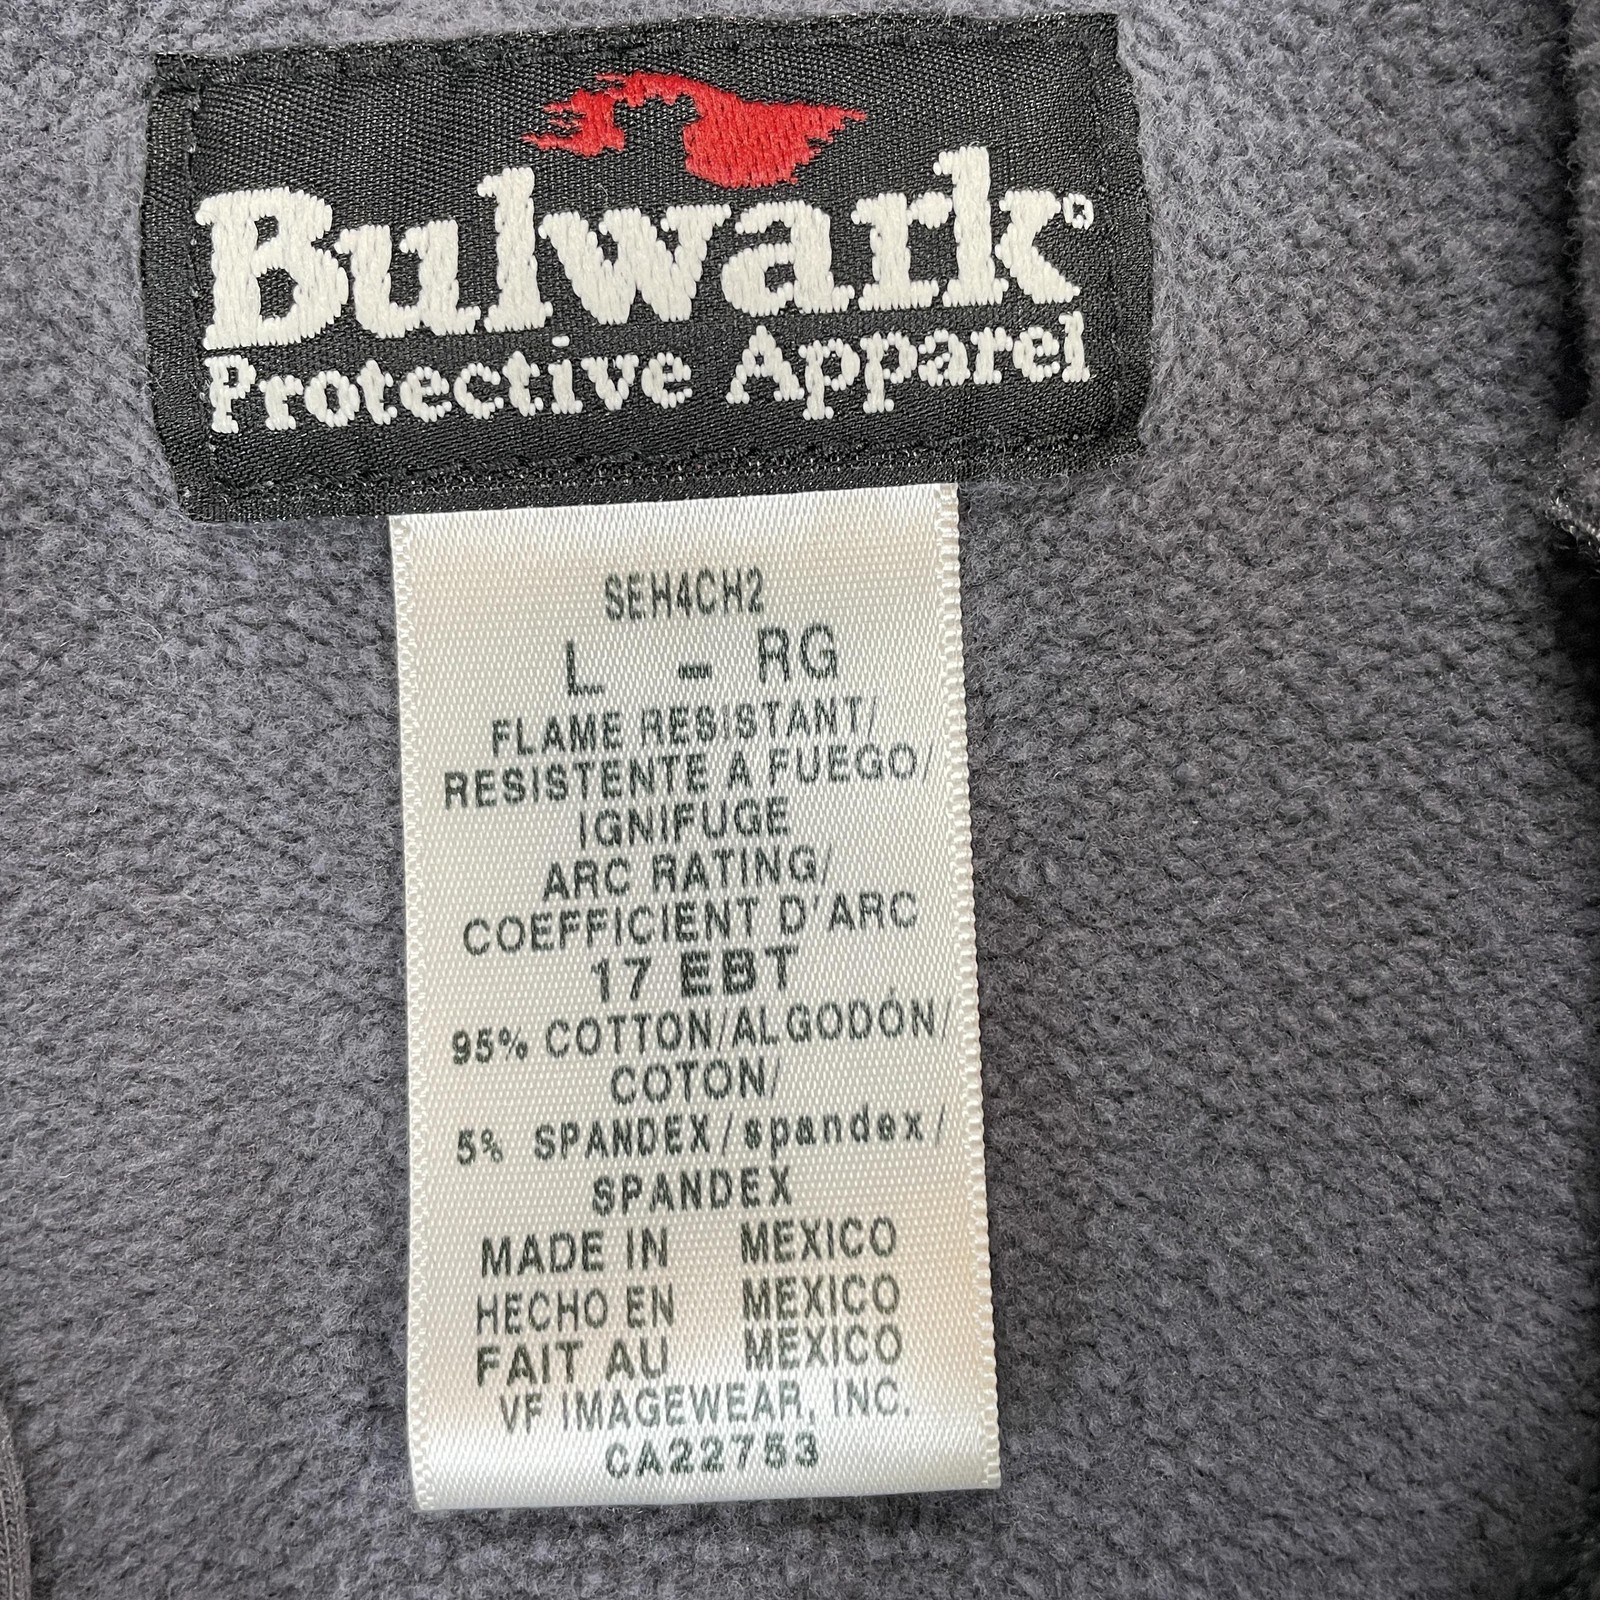 Bulwark®
Protective Apparel
SEH4CH2
L - RG
FLAME RESISTANT/
RESISTENTE A FUEGO/
IGNIFUGE
ARC RATING/
COEFFICIENT D'ARC
17 EBT
95% COTTON/ALGODÓN/
COTON/
5% SPANDEX/spandex/
SPANDEX
MADE IN MEXICO
HECHO EN MEXICO
FAIT AU MEXICO
VF IMAGEWEAR, INC.
CA22753